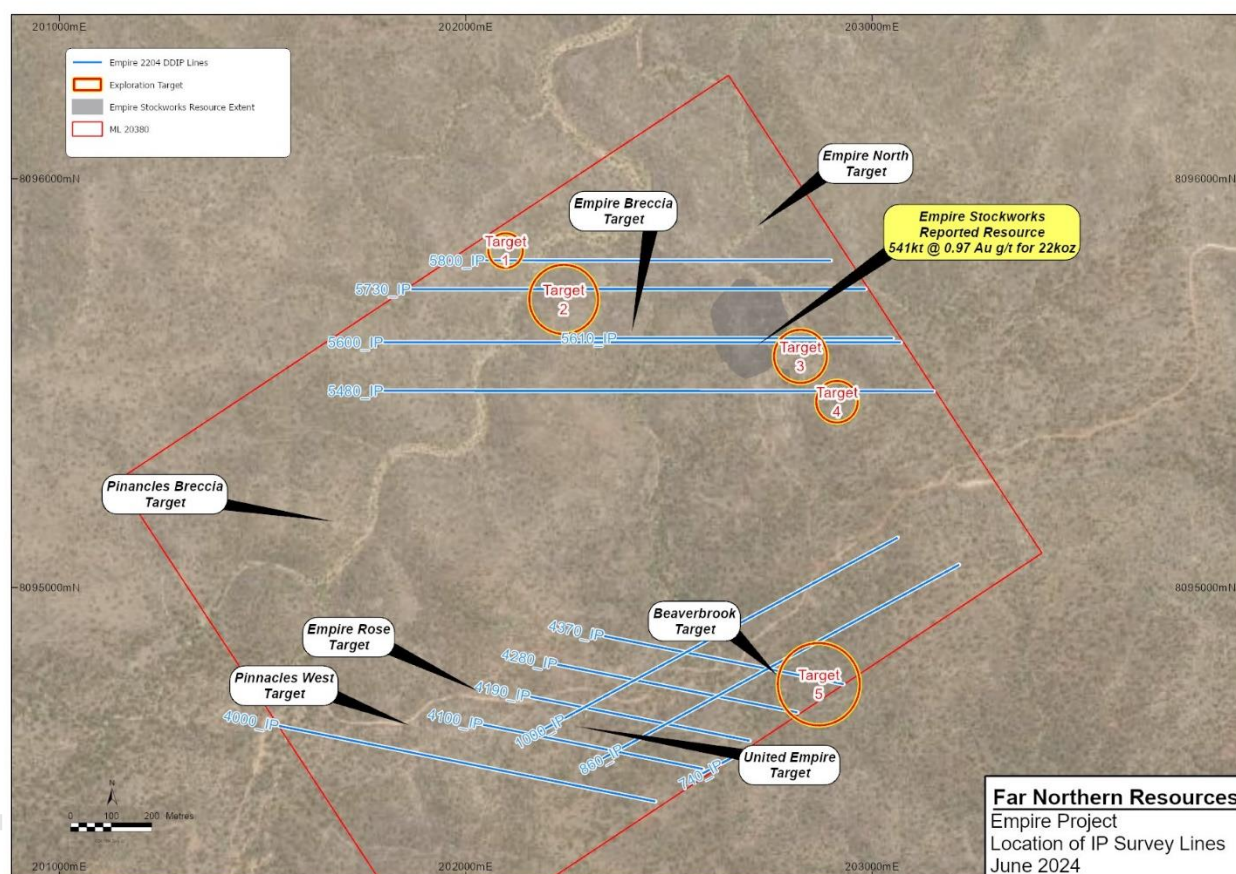 201000mE
202000mE
203000mE
Empire 2204 DDIP Lines
Exploration Target
Empire Stockworks Resource Extent
ML 20380
8096000mN
8096000mN
Empire North
Target
Empire Breccia
Target
Empire Stockworks
Reported Resource
541kt @ 0.97 Au g/t for 22koz
Target
1
5800_IP
5730_IP
Target
2
5610_IP
5600_IP
Target
3
5480_IP
Target
4
Pinancles Breccia
Target
8095000mN
8095000mN
Beaverbrook
Target
Empire Rose
Target
4370_IP
4280_IP
Pinnacles West
Target
4190_IP
Target
5
4000_IP
4100_IP
1000_IP
860_IP
740_IP
United Empire
Target
N
0 100 200 Metres
Far Northern Resources
Empire Project
Location of IP Survey Lines
June 2024
201000mE
202000mE
203000mE